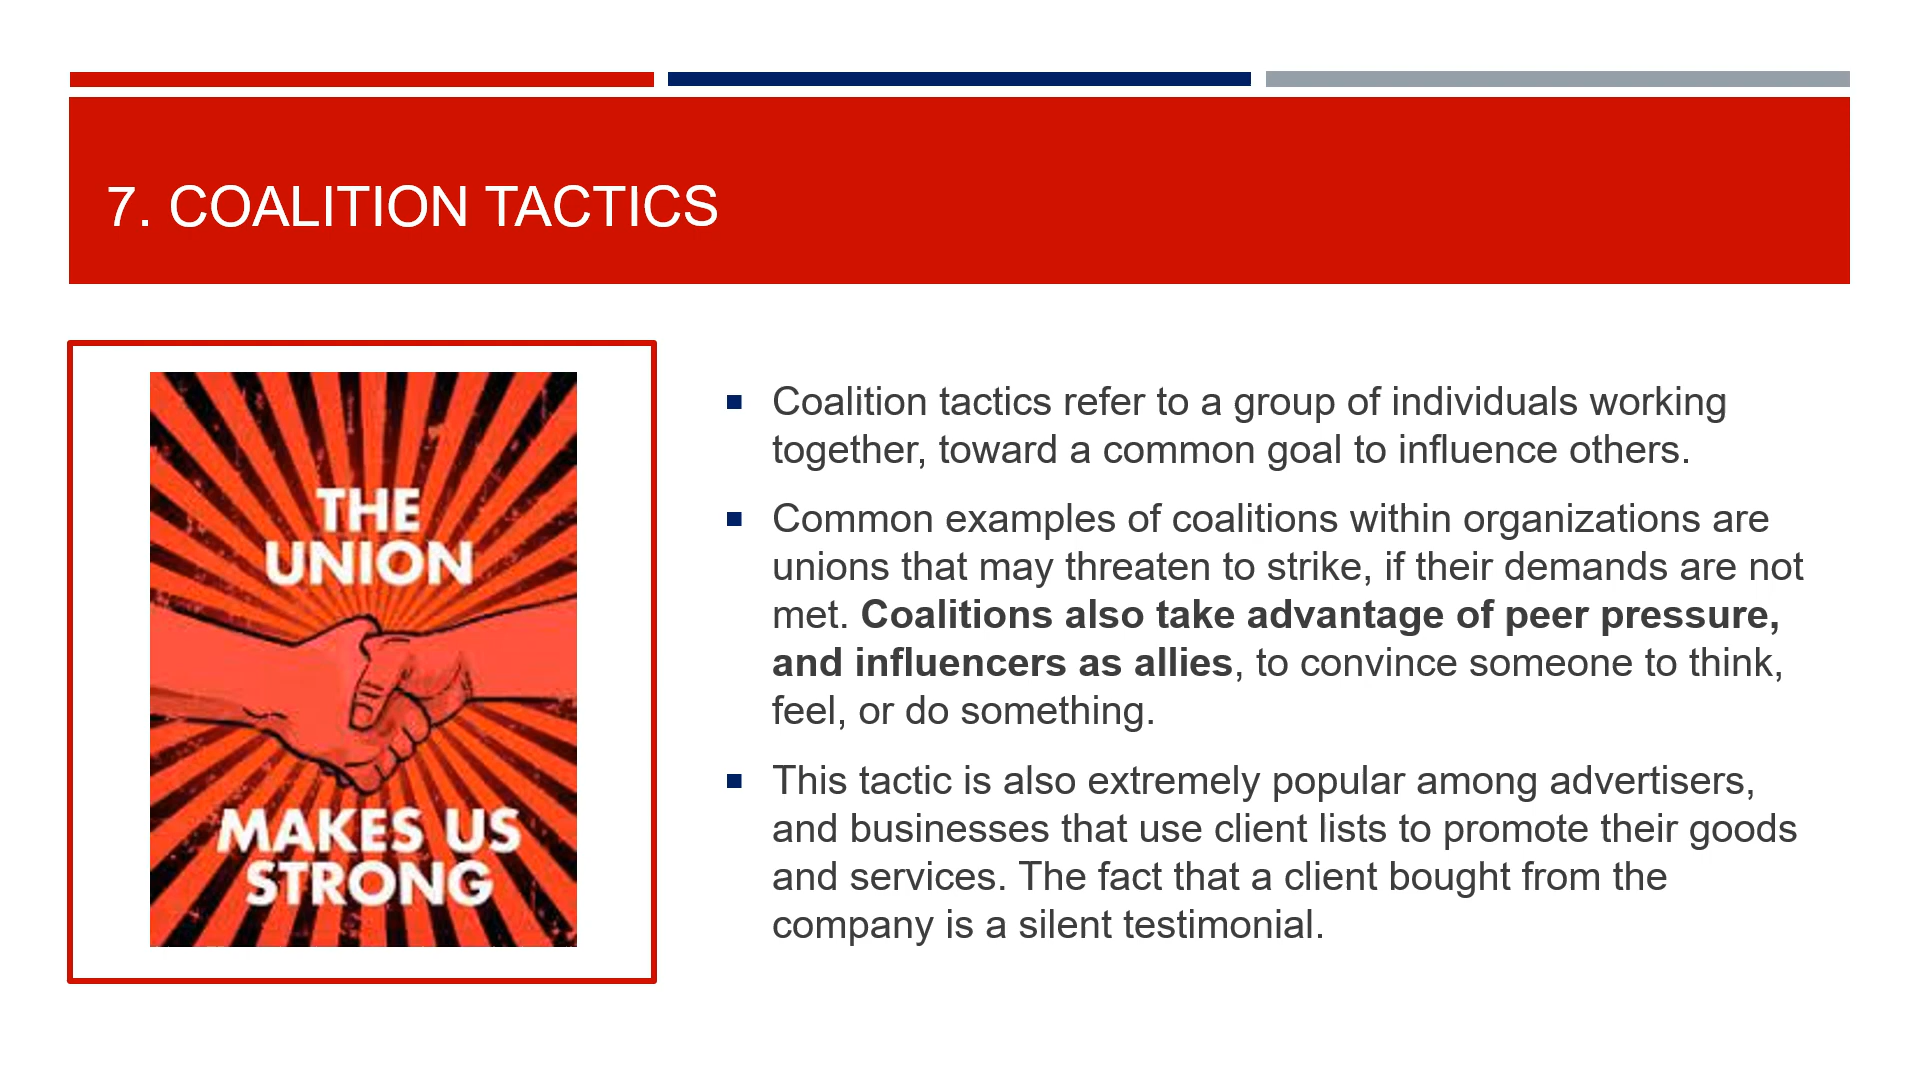 7. COALITION TACTICS
THE
UNION
MAKES US
STRONG
Coalition tactics refer to a group of individuals working
together, toward a common goal to influence others.
Common examples of coalitions within organizations are
unions that may threaten to strike, if their demands are not
met. Coalitions also take advantage of peer pressure,
and influencers as allies, to convince someone to think,
feel, or do something.
This tactic is also extremely popular among advertisers,
and businesses that use client lists to promote their goods
and services. The fact that a client bought from the
company is a silent testimonial.